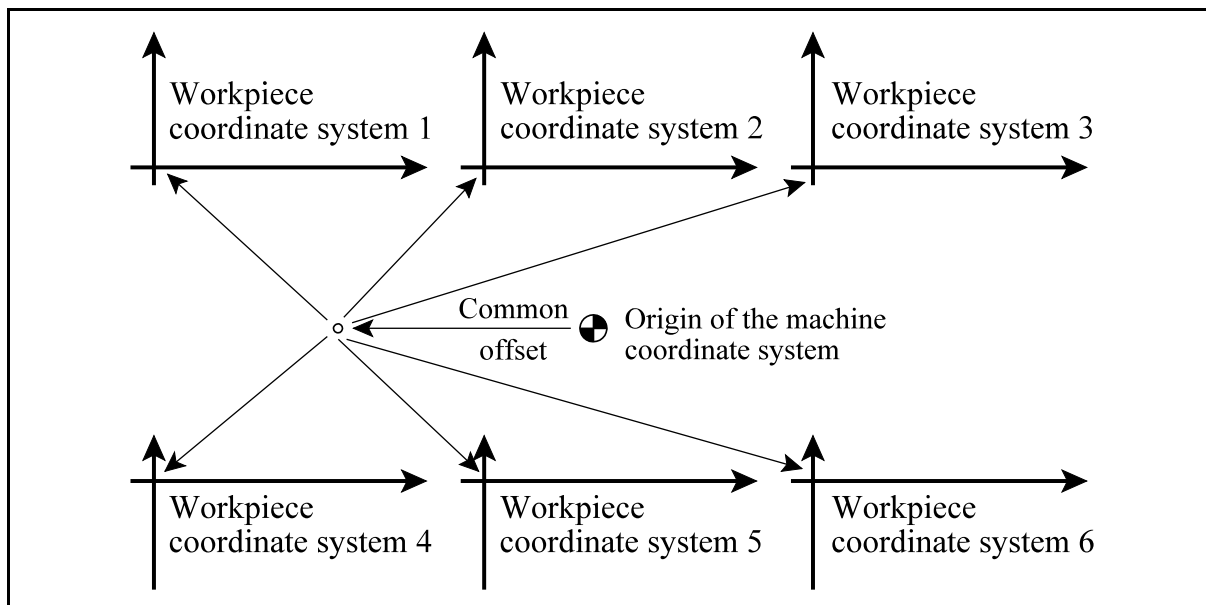 Workpiece
coordinate system 1
Workpiece
coordinate system 2
Workpiece
coordinate system 3
Common
offset
Origin of the machine
coordinate system
Workpiece
coordinate system 4
Workpiece
coordinate system 5
Workpiece
coordinate system 6